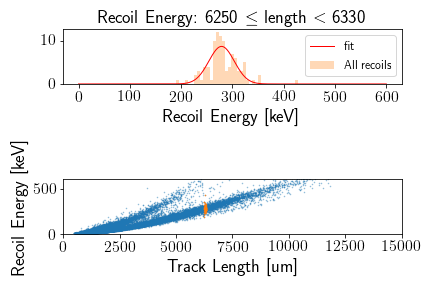 Recoil Energy: 6250 ≤ length < 6330
10
0
fit
All recoils
0 100 200 300 400 500 600
Recoil Energy [keV]
Recoil Energy [keV]
500
0
0 2500 5000 7500 10000 12500 15000
Track Length [um]